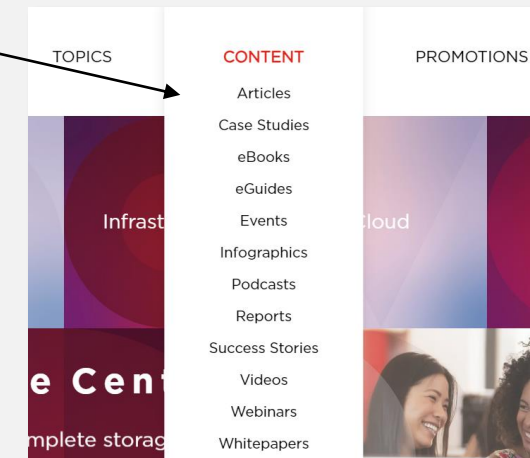 TOPICS CONTENT PROMOTIONS
Articles
Case Studies
eBooks
eGuides
Infrast Events Cloud
Infographics
Podcasts
Reports
Success Stories
e Cent Videos
Webinars
mplete storag Whitepapers